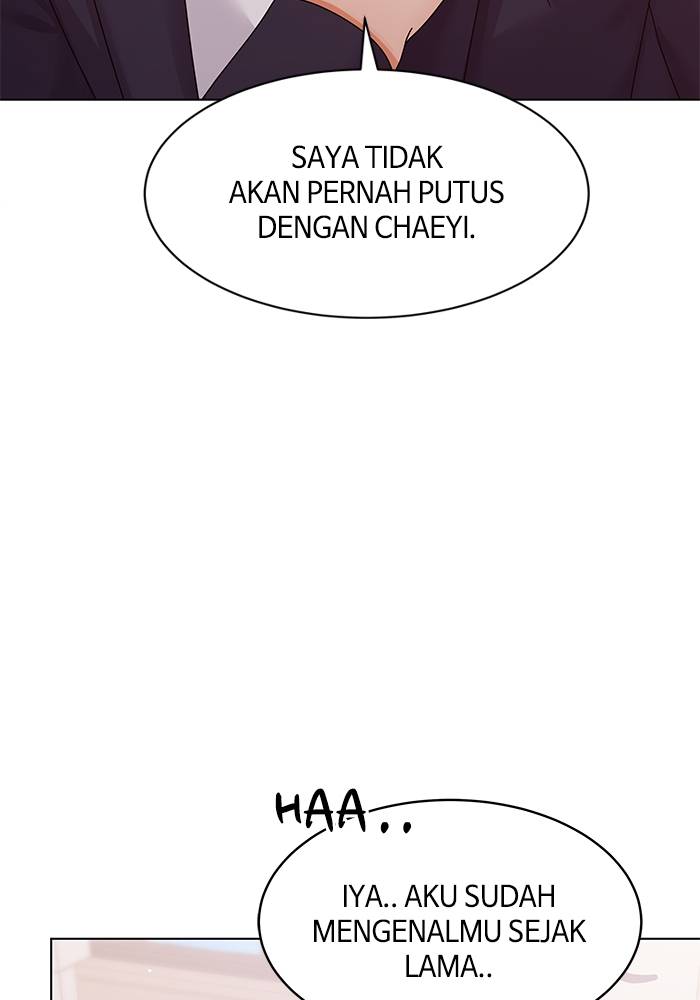 SAYA TIDAK
AKAN PERNAH PUTUS
DENGAN CHAEYI.
HAA..
IYA.. AKU SUDAH
MENGENALMU SEJAK
LAMA..